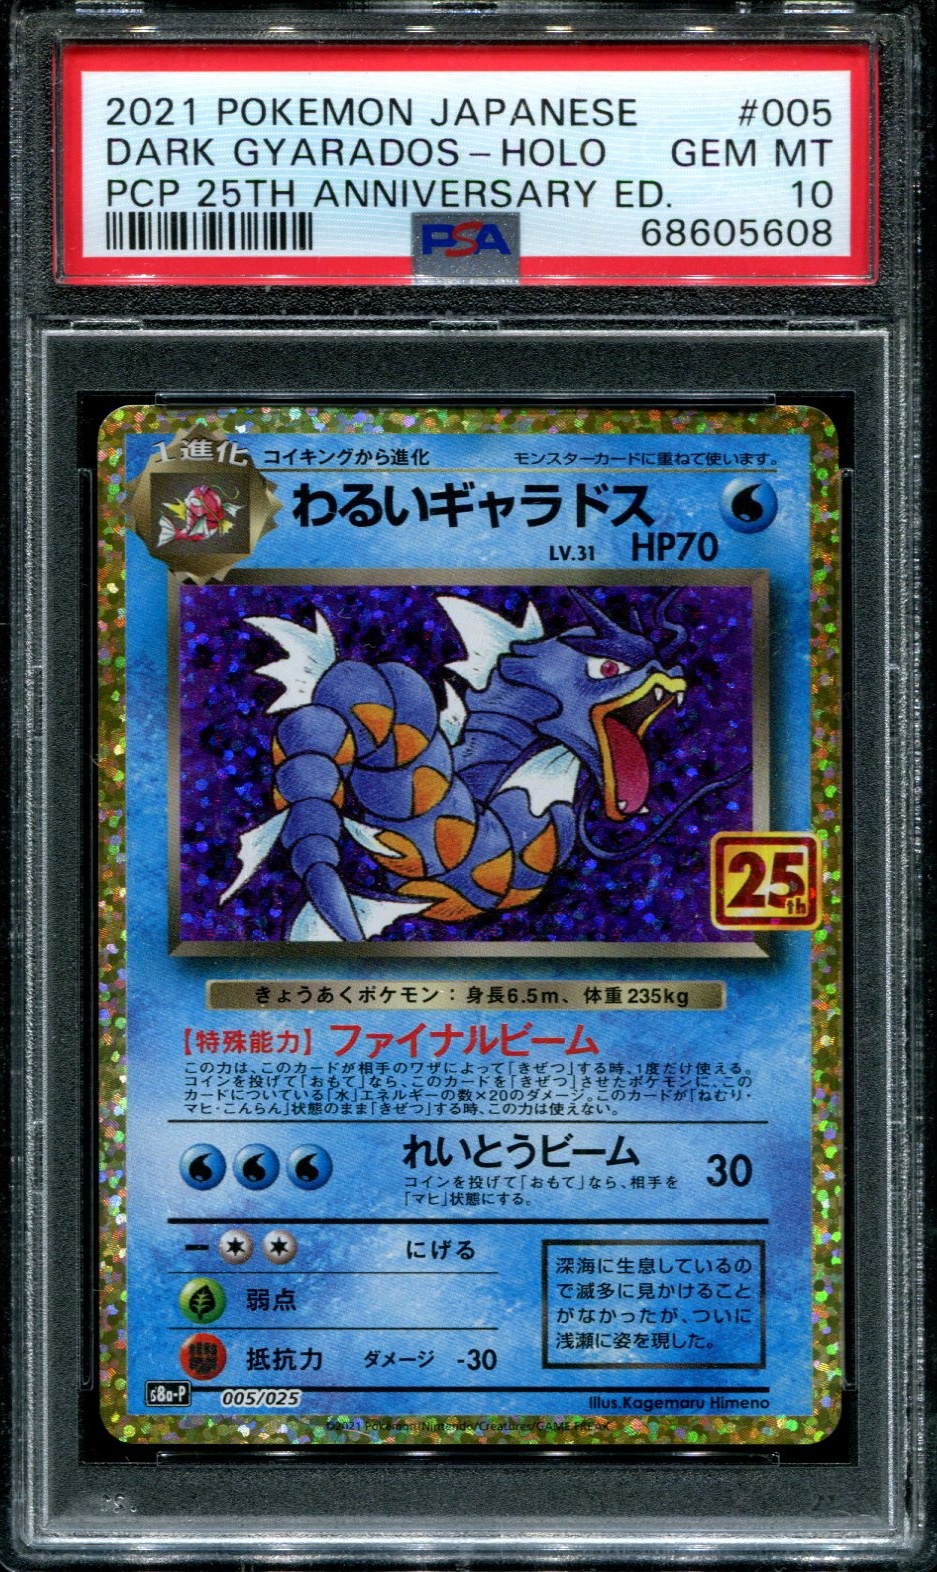 2021 POKEMON JAPANESE #005
DARK GYARADOS-HOLO GEM MT
PCP 25TH ANNIVERSARY ED. 10
PSA 68605608
1進化 コイキングから進化 モンスターカードに重ねて使います。
わるいギャラドス
LV.31 HP70
25th
きょうあくポケモン：身長6.5m、体重235kg
【特殊能力】ファイナルビーム
この力は、このカードが相手のワザによって「きぜつ」する時、1度だけ使える。
コインを投げて「おもて」なら、このカードを「きぜつ」させたポケモンに、この
カードについている「水」エネルギーの数×20のダメージ。このカードが「ねむり・
マヒ・こんらん」状態のまま「きぜつ」する時、この力は使えない。
れいとうビーム 30
コインを投げて「おもて」なら、相手を
「マヒ」状態にする。
にげる
弱点
抵抗力 ダメージ -30
深海に生息しているの
で滅多に見かけること
がなかったが、ついに
浅瀬に姿を現した。
s8a-P 005/025 Illus.Kagemaru Himeno
©2021 Pokémon/Nintendo/Creatures/GAME FREAK